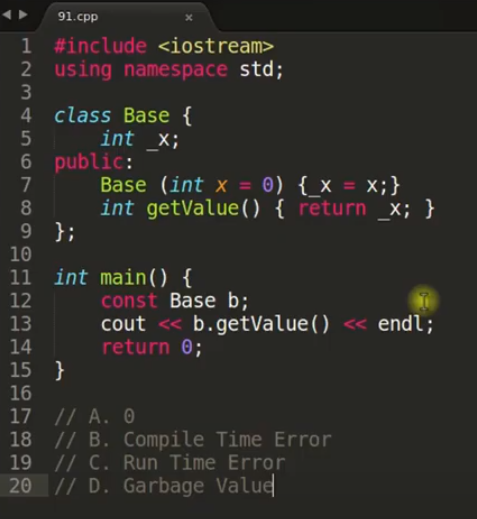 91.cpp
1 #include <iostream>
2 using namespace std;
3
4 class Base {
5     int _x;
6 public:
7     Base (int x = 0) {_x = x;}
8     int getValue() { return _x; }
9 };
10
11 int main() {
12     const Base b;
13     cout << b.getValue() << endl;
14     return 0;
15 }
16
17 // A. 0
18 // B. Compile Time Error
19 // C. Run Time Error
20 // D. Garbage Value